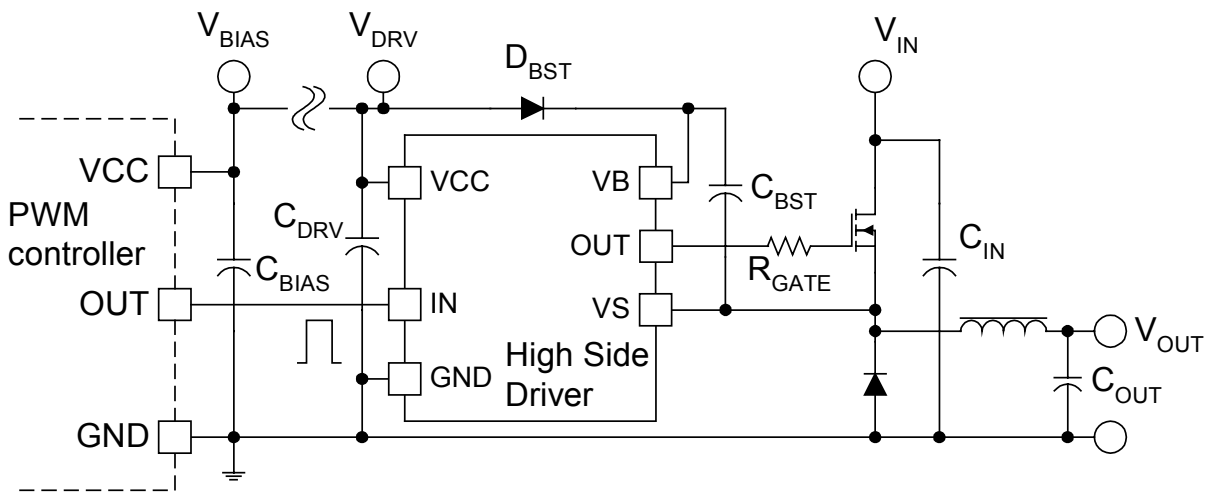 V_BIAS
V_DRV
D_BST
V_IN
VCC
VCC
VB
PWM
controller
C_DRV
C_BST
OUT
C_IN
C_BIAS
R_GATE
OUT
IN
VS
V_OUT
High Side
Driver
GND
C_OUT
GND